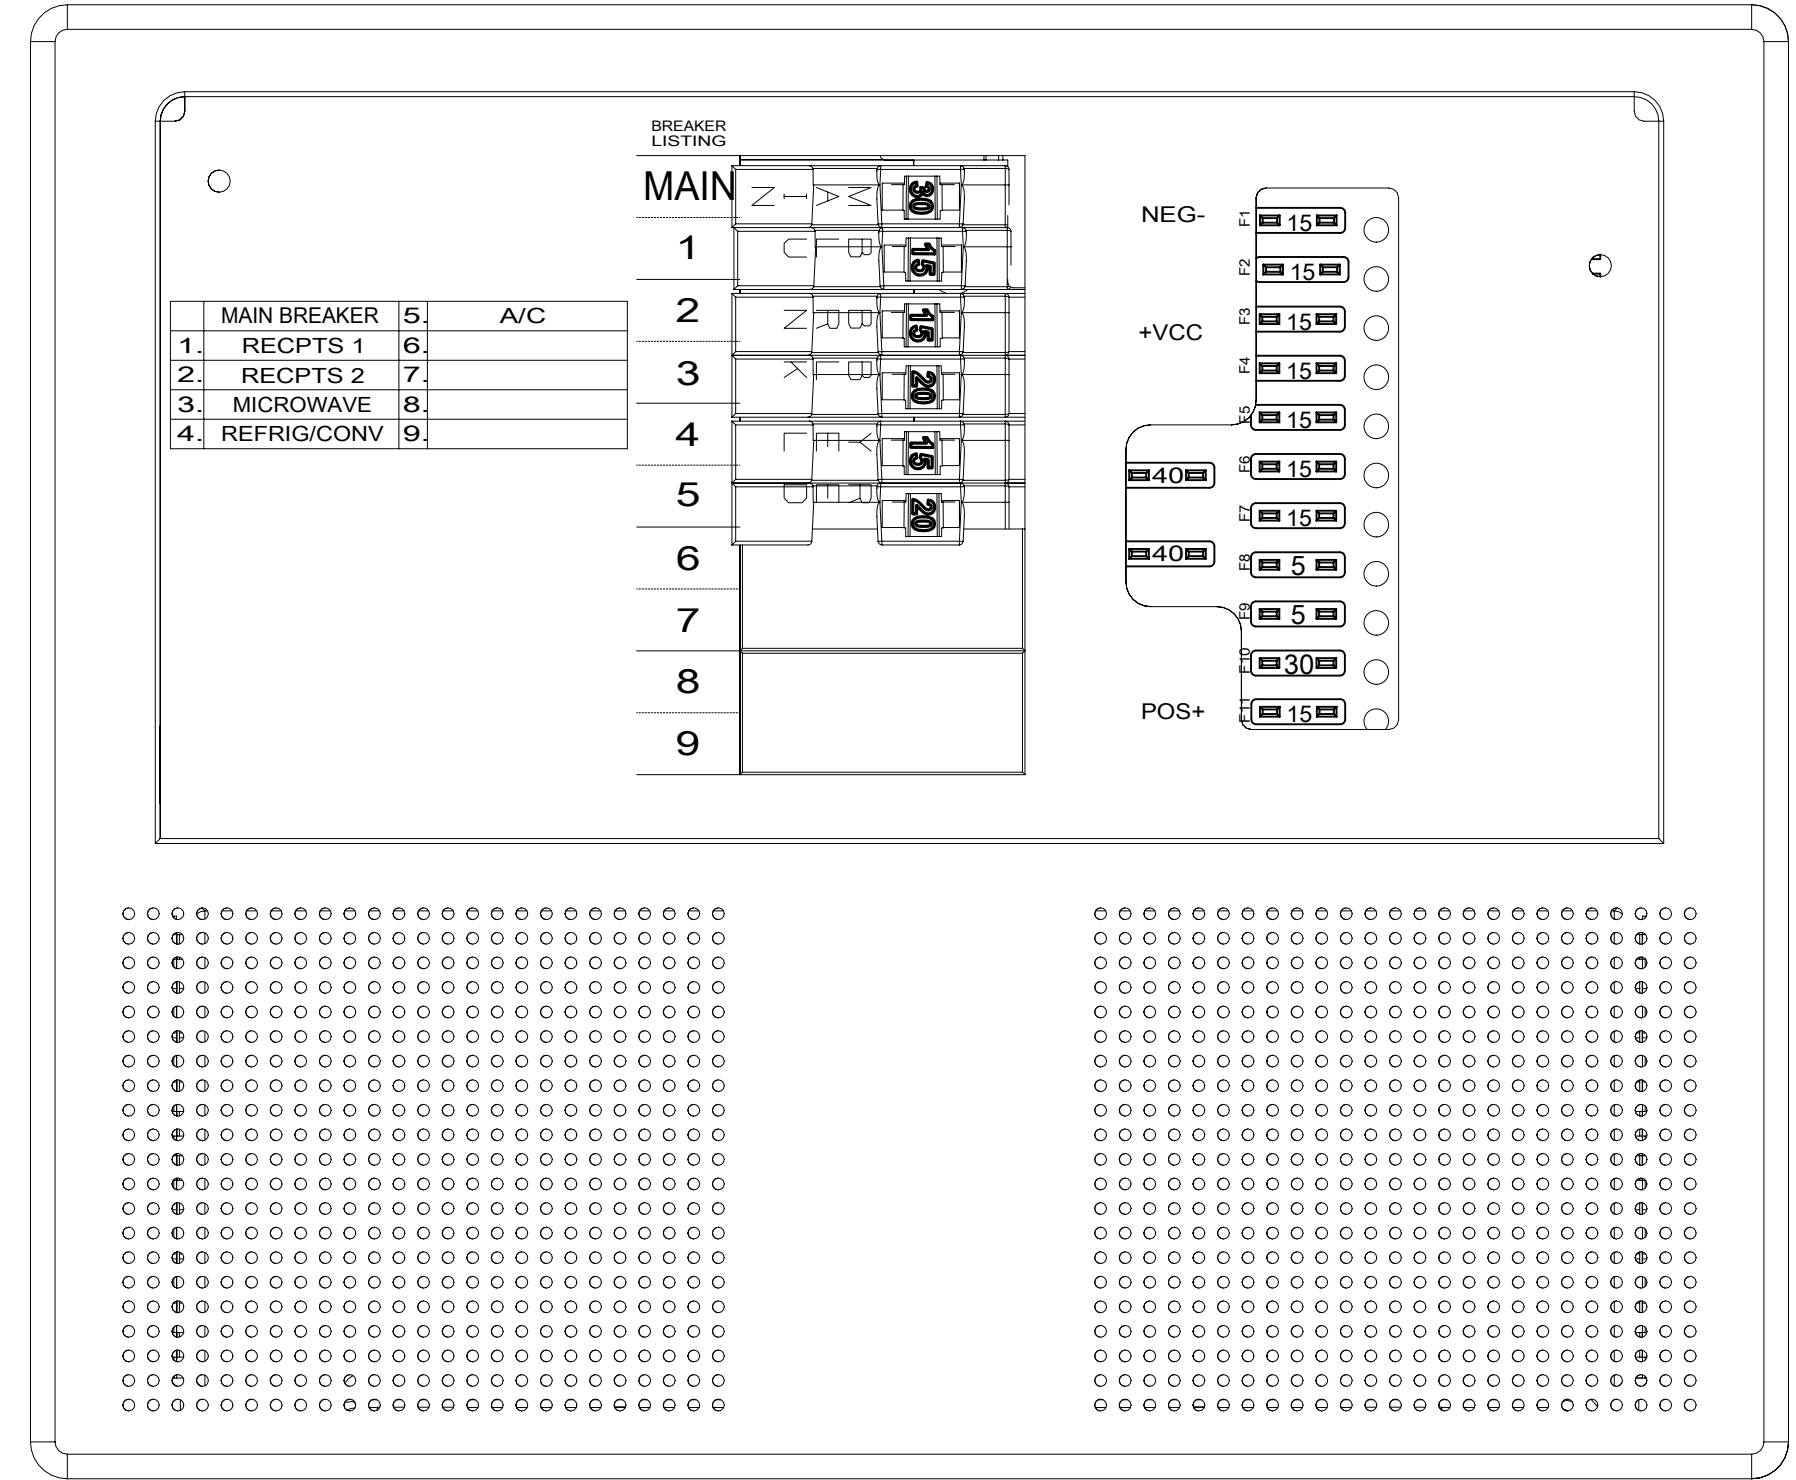 BREAKER
LISTING
MAIN
1
2
3
4
5
6
7
8
9
MAIN BREAKER 5. A/C
1. RECPTS 1 6.
2. RECPTS 2 7.
3. MICROWAVE 8.
4. REFRIG/CONV 9.
N I A M 30
U L B 15
N R B 15
K L B 20
L E Y 15
D E R 20
NEG-
+VCC
POS+
40
40
F1 15
F2 15
F3 15
F4 15
F5 15
F6 15
F7 15
F8 5
F9 5
F10 30
F11 15